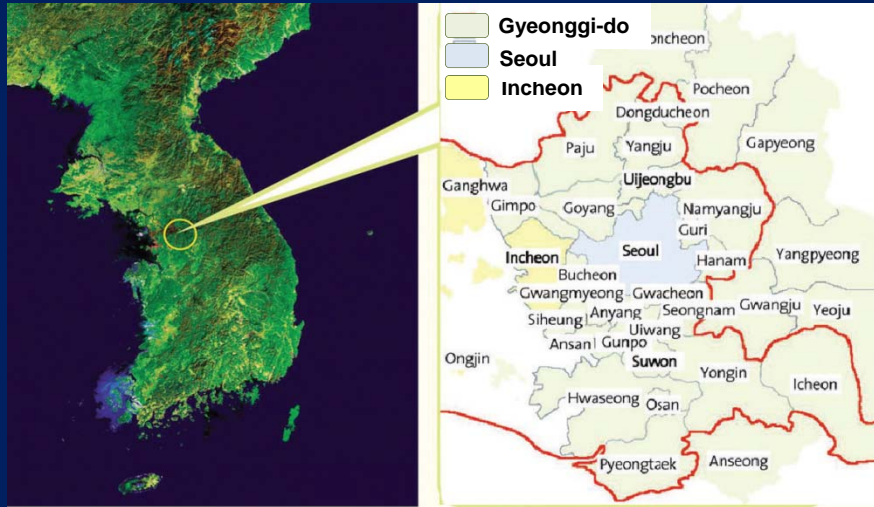 Gyeonggi-do
Seoul
Incheon
oncheon
Pocheon
Dongducheon
Paju
Yangju
Gapyeong
Ganghwa
Uijeongbu
Gimpo
Goyang
Namyangju
Guri
Incheon
Seoul
Hanam
Yangpyeong
Bucheon
Gwangmyeong
Gwacheon
Siheung
Anyang
Seongnam
Gwangju
Yeoju
Uiwang
Ansan
Gunpo
Ongjin
Suwon
Yongin
Icheon
Hwaseong
Osan
Pyeongtaek
Anseong